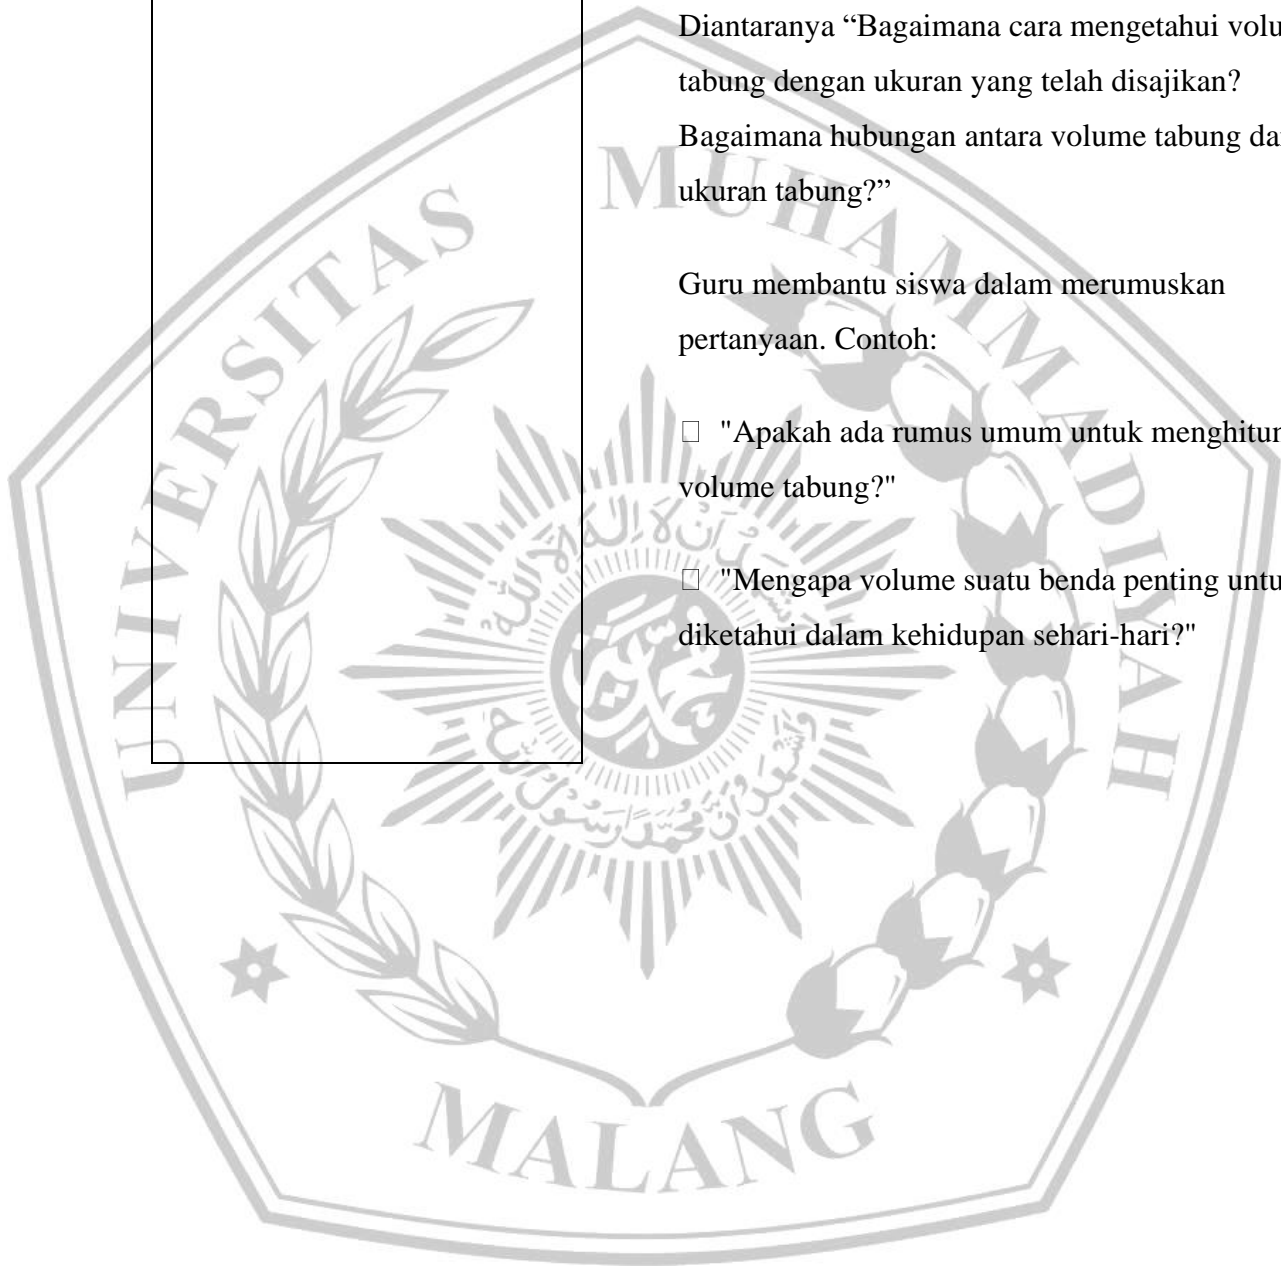 Diantaranya “Bagaimana cara mengetahui volu
tabung dengan ukuran yang telah disajikan?
Bagaimana hubungan antara volume tabung da
ukuran tabung?”
Guru membantu siswa dalam merumuskan
pertanyaan. Contoh:
"Apakah ada rumus umum untuk menghitu
volume tabung?"
"Mengapa volume suatu benda penting untu
diketahui dalam kehidupan sehari-hari?"
UNIVERSITAS MUHAMMADIYAH
MALANG